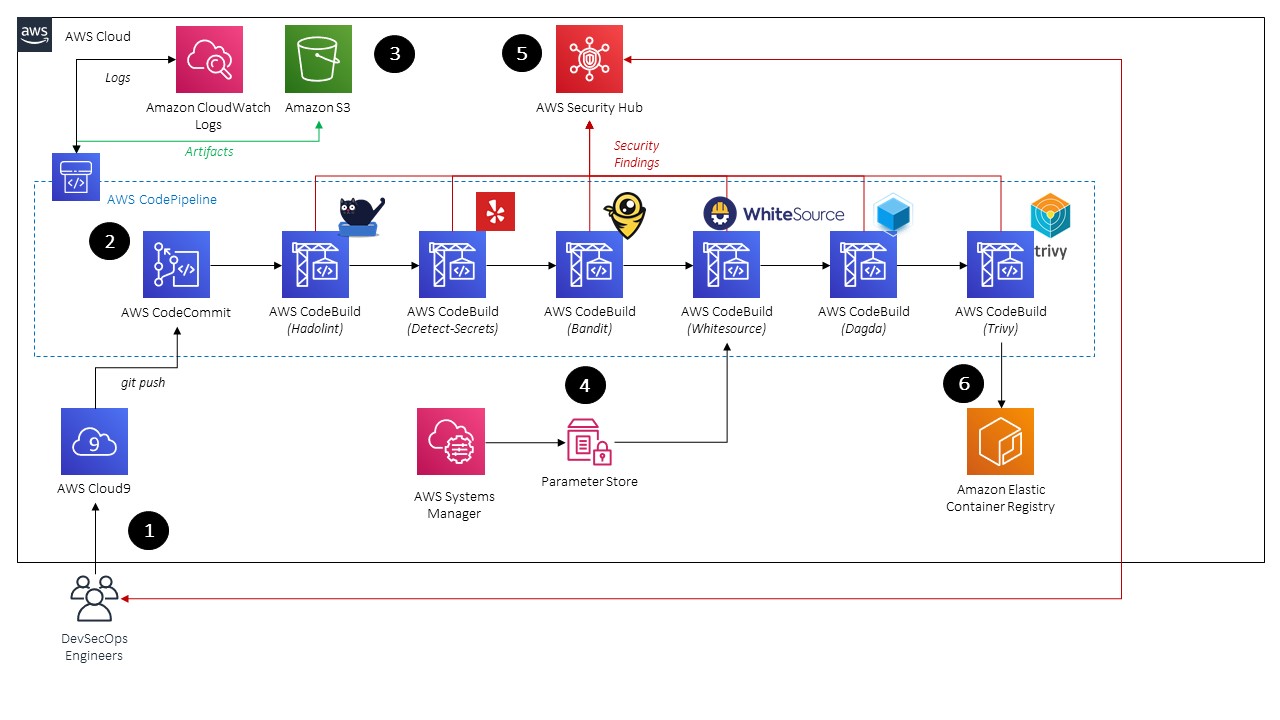 aws
AWS Cloud
Logs
Amazon CloudWatch
Logs
Amazon S3
3
5
AWS Security Hub
Artifacts
Security
Findings
AWS CodePipeline
WhiteSource
trivy
2
AWS CodeCommit
AWS CodeBuild
(Hadolint)
AWS CodeBuild
(Detect-Secrets)
AWS CodeBuild
(Bandit)
AWS CodeBuild
(Whitesource)
AWS CodeBuild
(Dagda)
AWS CodeBuild
(Trivy)
git push
4
6
9
AWS Cloud9
AWS Systems
Manager
Parameter Store
Amazon Elastic
Container Registry
1
DevSecOps
Engineers